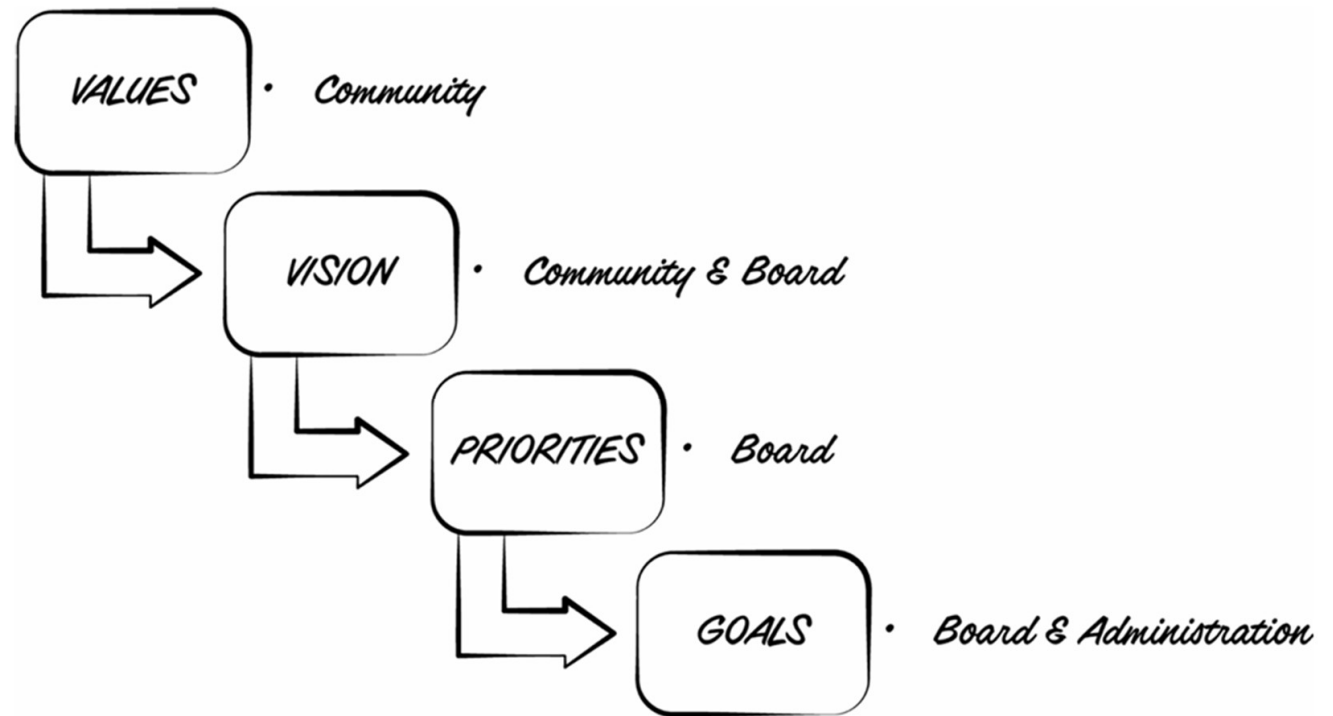 VALUES • Community
VISION • Community & Board
PRIORITIES • Board
GOALS • Board & Administration